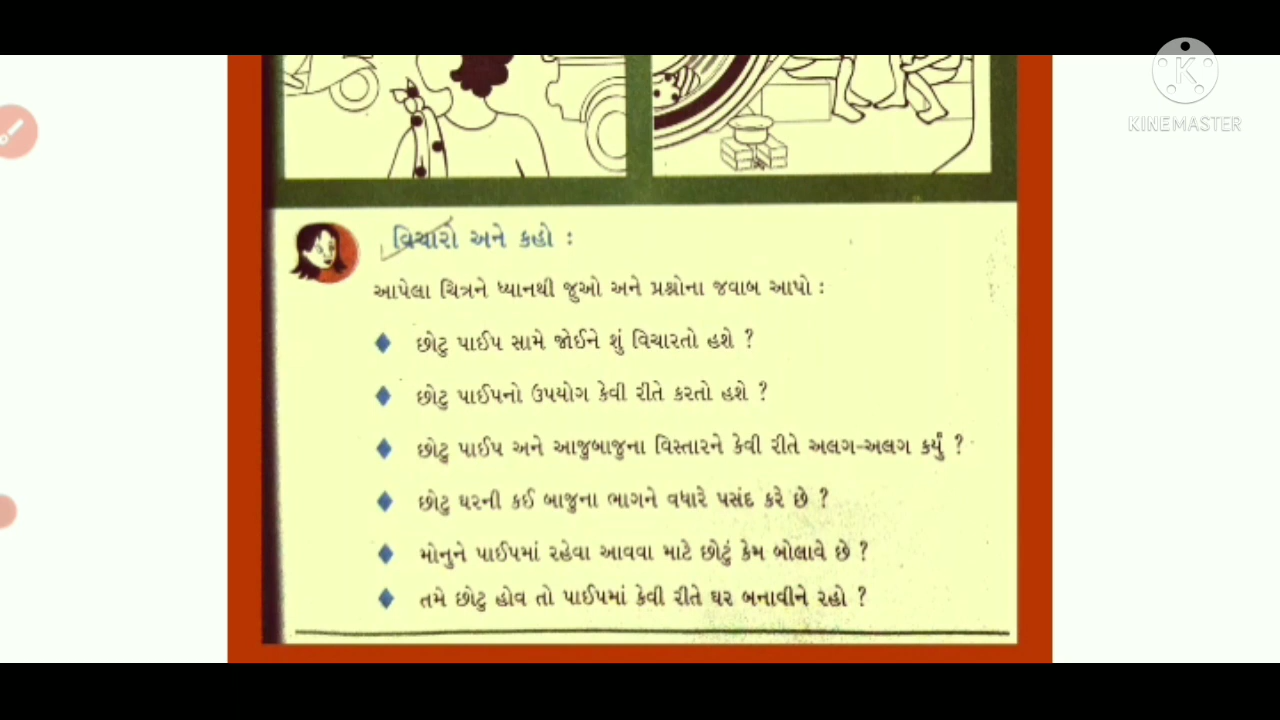 KINEMASTER
વિચારો અને કહો :
આપેલા ચિત્રને ધ્યાનથી જુઓ અને પ્રશ્નોના જવાબ આપો :
છોટુ પાઈપ સામે જોઈને શું વિચારતો હશે ?
છોટુ પાઈપનો ઉપયોગ કેવી રીતે કરતો હશે ?
છોટુ પાઈપ અને આજુબાજુના વિસ્તારને કેવી રીતે અલગ-અલગ કર્યું ?
છોટુ ઘરની કઈ બાજુના ભાગને વધારે પસંદ કરે છે ?
મોનુને પાઈપમાં રહેવા આવવા માટે છોટું કેમ બોલાવે છે ?
તમે છોટુ હોવ તો પાઈપમાં કેવી રીતે ઘર બનાવીને રહો ?